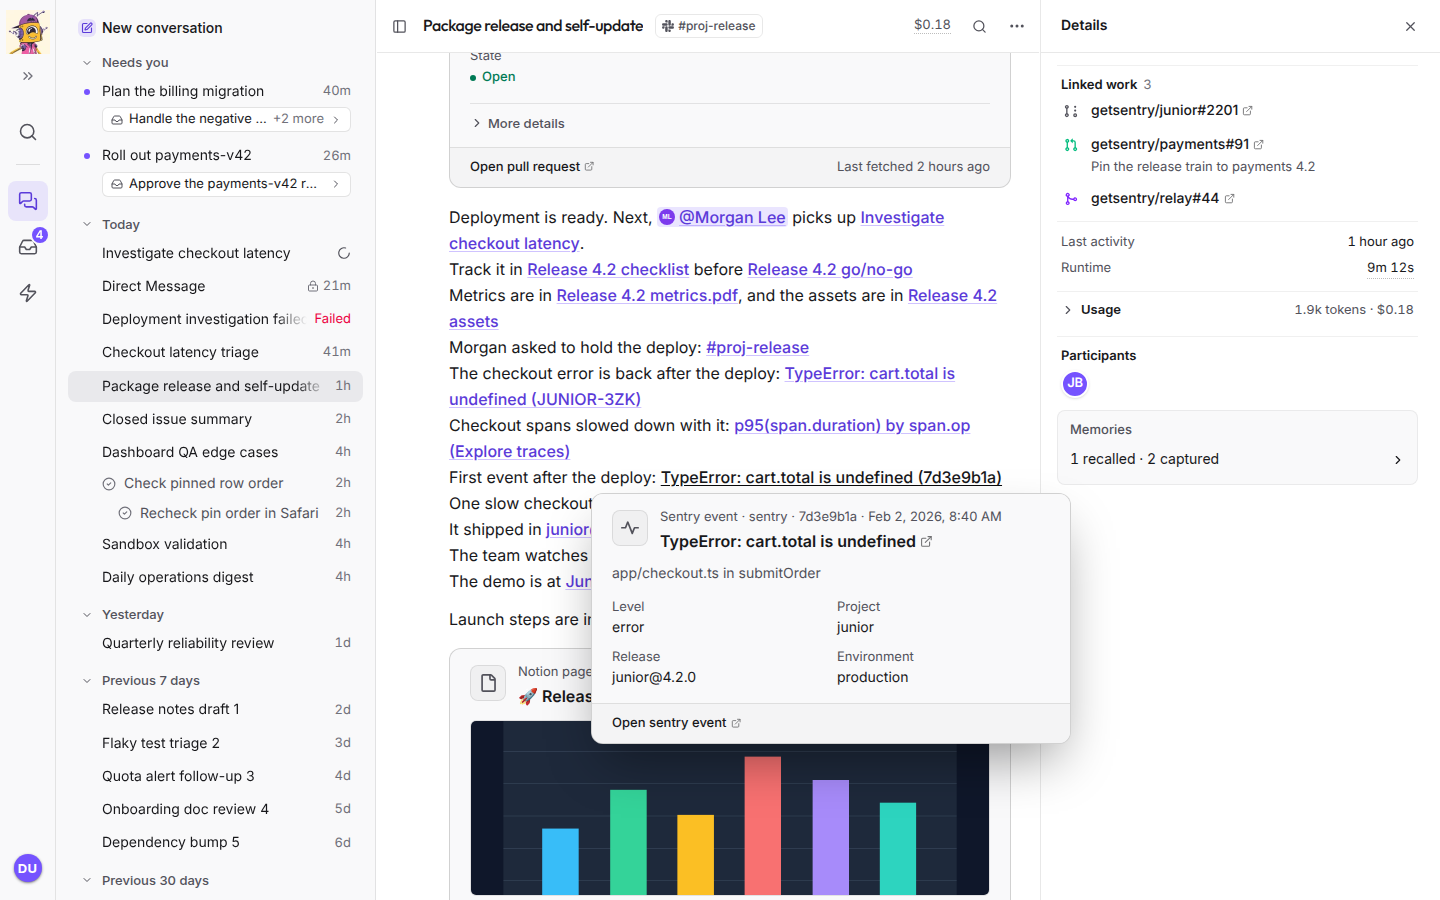 New conversation
Needs you
Plan the billing migration 40m
Handle the negative ... +2 more
Roll out payments-v42 26m
Approve the payments-v42 r...
4
Today
Investigate checkout latency
Direct Message 21m
Deployment investigation failed Failed
Checkout latency triage 41m
Package release and self-update 1h
Closed issue summary 2h
Dashboard QA edge cases 4h
Check pinned row order 2h
Recheck pin order in Safari 2h
Sandbox validation 4h
Daily operations digest 4h
Yesterday
Quarterly reliability review 1d
Previous 7 days
Release notes draft 1 2d
Flaky test triage 2 3d
Quota alert follow-up 3 4d
Onboarding doc review 4 5d
Dependency bump 5 6d
Previous 30 days
DU
Package release and self-update #proj-release $0.18
State
Open
More details
Open pull request Last fetched 2 hours ago
Deployment is ready. Next, ML @Morgan Lee picks up Investigate
checkout latency.
Track it in Release 4.2 checklist before Release 4.2 go/no-go
Metrics are in Release 4.2 metrics.pdf, and the assets are in Release 4.2
assets
Morgan asked to hold the deploy: #proj-release
The checkout error is back after the deploy: TypeError: cart.total is
undefined (JUNIOR-3ZK)
Checkout spans slowed down with it: p95(span.duration) by span.op
(Explore traces)
First event after the deploy: TypeError: cart.total is undefined (7d3e9b1a)
One slow checkout
It shipped in junior
The team watches
The demo is at Jun
Launch steps are in
Notion page
🚀 Releas
Sentry event · sentry · 7d3e9b1a · Feb 2, 2026, 8:40 AM
TypeError: cart.total is undefined
app/checkout.ts in submitOrder
Level Project
error junior
Release Environment
junior@4.2.0 production
Open sentry event
Details
Linked work 3
getsentry/junior#2201
getsentry/payments#91
Pin the release train to payments 4.2
getsentry/relay#44
Last activity 1 hour ago
Runtime 9m 12s
Usage 1.9k tokens · $0.18
Participants
JB
Memories
1 recalled · 2 captured